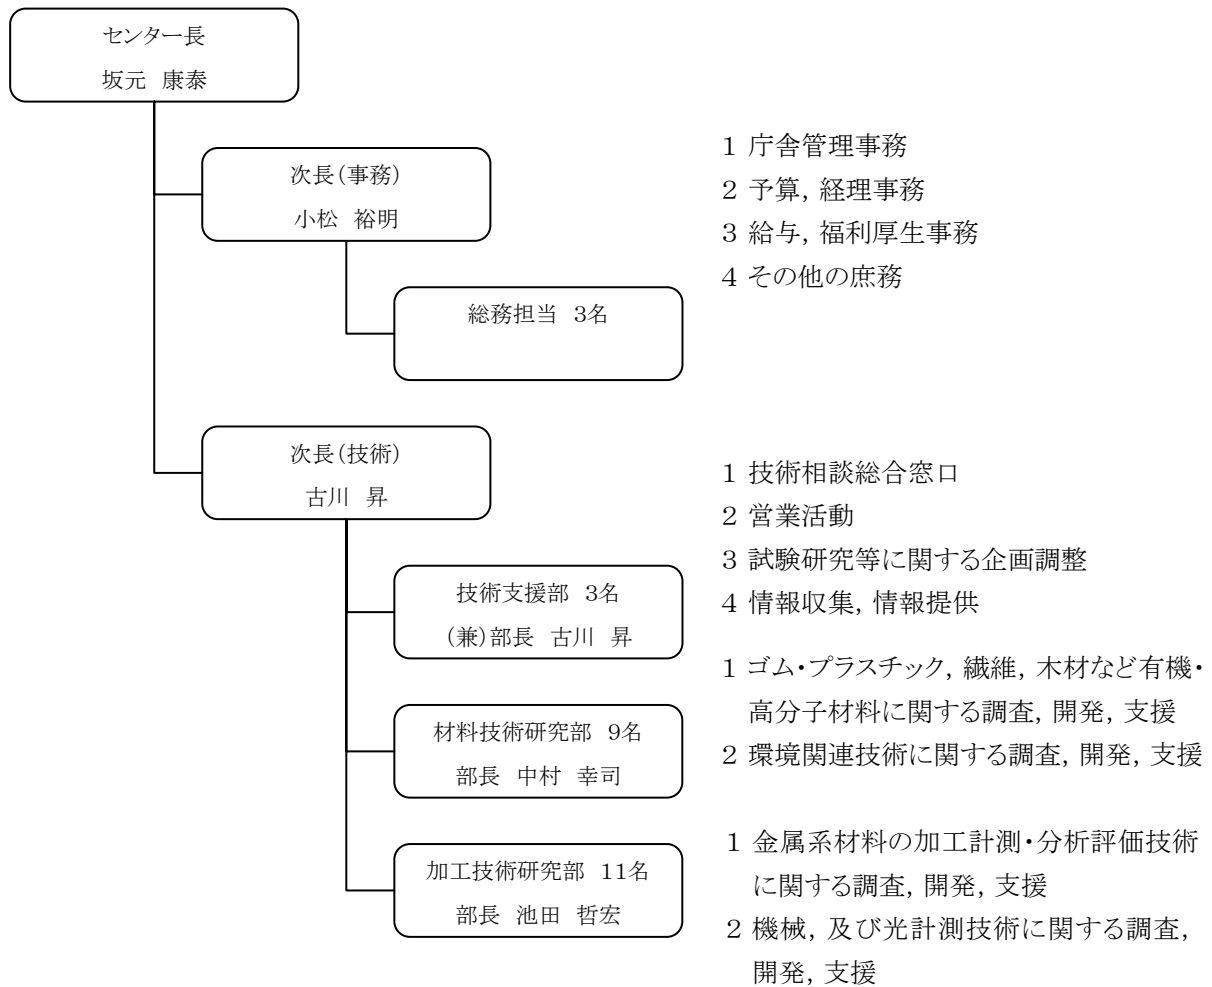 センター長
坂元 康泰
次長(事務)
小松 裕明
1 庁舎管理事務
2 予算, 経理事務
3 給与, 福利厚生事務
4 その他の庶務
総務担当 3名
次長(技術)
古川 昇
1 技術相談総合窓口
2 営業活動
3 試験研究等に関する企画調整
4 情報収集, 情報提供
技術支援部 3名
(兼)部長 古川 昇
1 ゴム・プラスチック, 繊維, 木材など有機・
高分子材料に関する調査, 開発, 支援
2 環境関連技術に関する調査, 開発, 支援
材料技術研究部 9名
部長 中村 幸司
1 金属系材料の加工計測・分析評価技術
に関する調査, 開発, 支援
2 機械, 及び光計測技術に関する調査,
開発, 支援
加工技術研究部 11名
部長 池田 哲宏